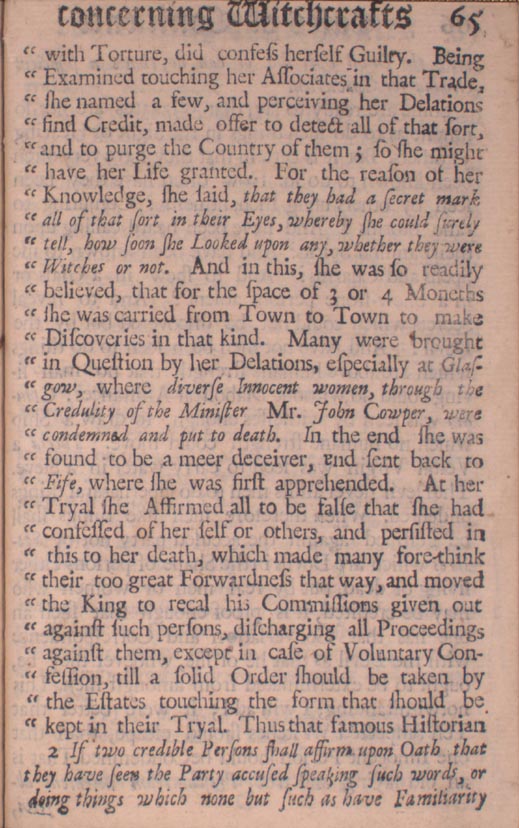 concerning Witchcrafts 65
“ with Torture, did confeſs herſelf Guilty. Being
“ Examined touching her Aſſociates in that Trade,
“ ſhe named a few, and perceiving her Delations
“ find Credit, made offer to detect all of that ſort,
“ and to purge the Country of them ; ſo ſhe might
“ have her Life granted. For the reaſon of her
“ Knowledge, ſhe ſaid, that they had a ſecret mark
“ all of that ſort in their Eyes, whereby ſhe could ſurely
“ tell, how ſoon ſhe Looked upon any, whether they were
“ Witches or not. And in this, ſhe was ſo readily
“ believed, that for the ſpace of 3 or 4 Moneths
“ ſhe was carried from Town to Town to make
“ Diſcoveries in that kind. Many were brought
“ in Queſtion by her Delations, eſpecially at Glaſ-
“ gow, where diverſe Innocent women, through the
“ Credulity of the Miniſter Mr. John Cowper, were
“ condemned and put to death. In the end ſhe was
“ found to be a meer deceiver, and ſent back to
“ Fife, where ſhe was firſt apprehended. At her
“ Tryal ſhe Affirmed all to be falſe that ſhe had
“ confeſſed of her ſelf or others, and perſiſted in
“ this to her death, which made many fore-think
“ their too great Forwardneſs that way, and moved
“ the King to recal his Commiſſions given out
“ againſt ſuch perſons, diſcharging all Proceedings
“ againſt them, except in caſe of Voluntary Con-
“ feſſion, till a ſolid Order ſhould be taken by
“ the Eſtates touching the form that ſhould be
“ kept in their Tryal. Thus that famous Hiſtorian
2 If two credible Perſons ſhall affirm upon Oath that
they have ſeen the Party accuſed ſpeaking ſuch words, or
doing things which none but ſuch as have Familiarity